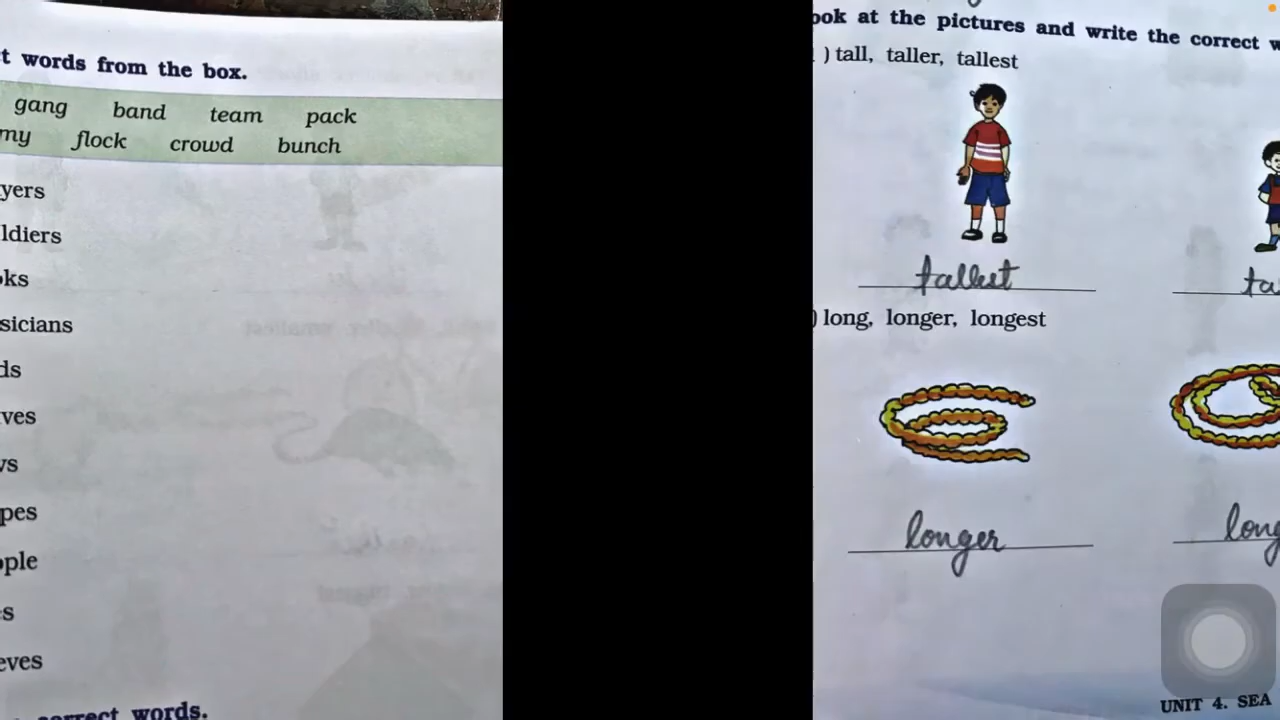 t words from the box.
gang band team pack
my flock crowd bunch
yers
ldiers
oks
sicians
ds
ves
ws
pes
ople
s
eves
correct words.
ook at the pictures and write the correct w
) tall, taller, tallest
tallest
ta
) long, longer, longest
longer
long
UNIT 4. SEA